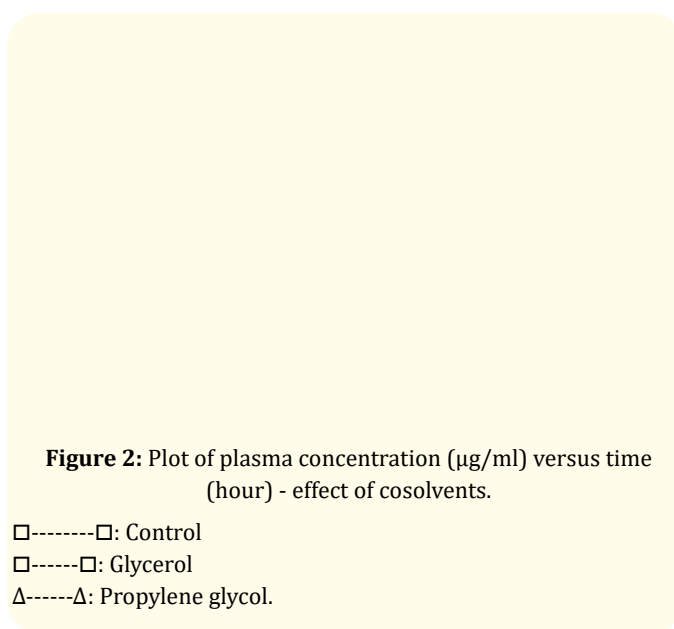 Figure 2: Plot of plasma concentration (μg/ml) versus time
(hour) - effect of cosolvents.
□--------□: Control
□------□: Glycerol
Δ------Δ: Propylene glycol.